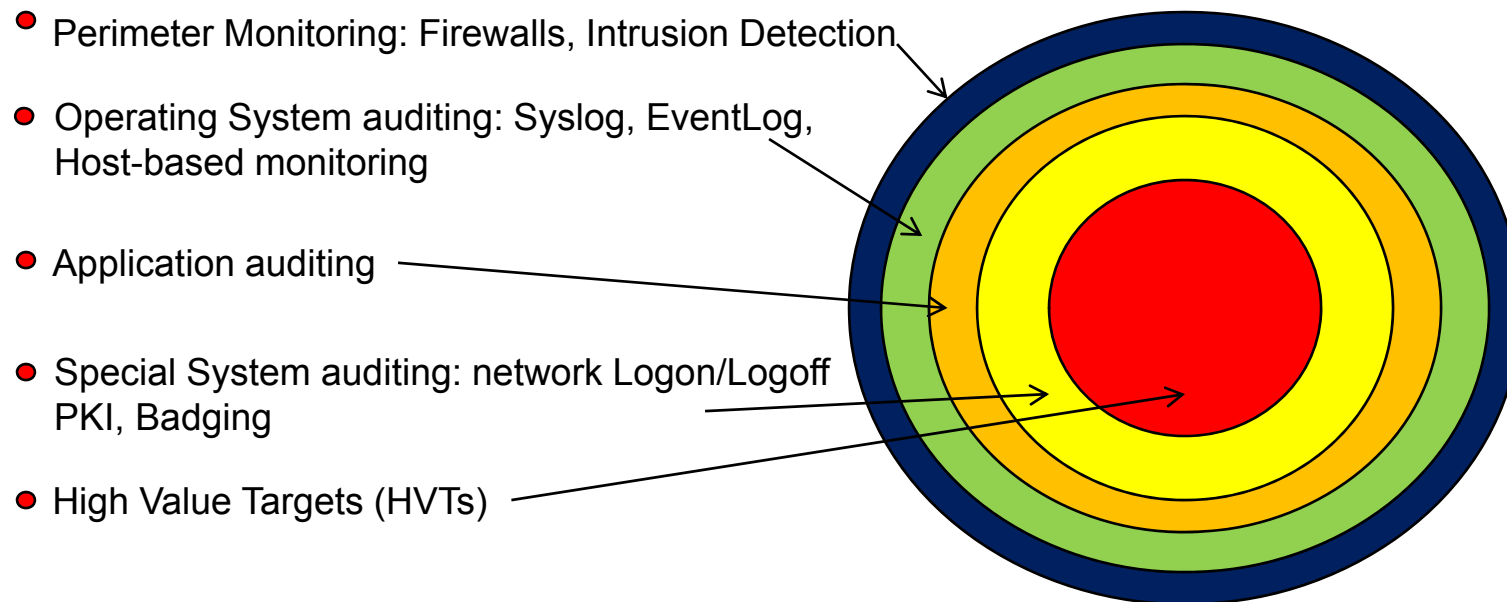 Perimeter Monitoring: Firewalls, Intrusion Detection
Operating System auditing: Syslog, EventLog,
Host-based monitoring
Application auditing
Special System auditing: network Logon/Logoff
PKI, Badging
High Value Targets (HVTs)